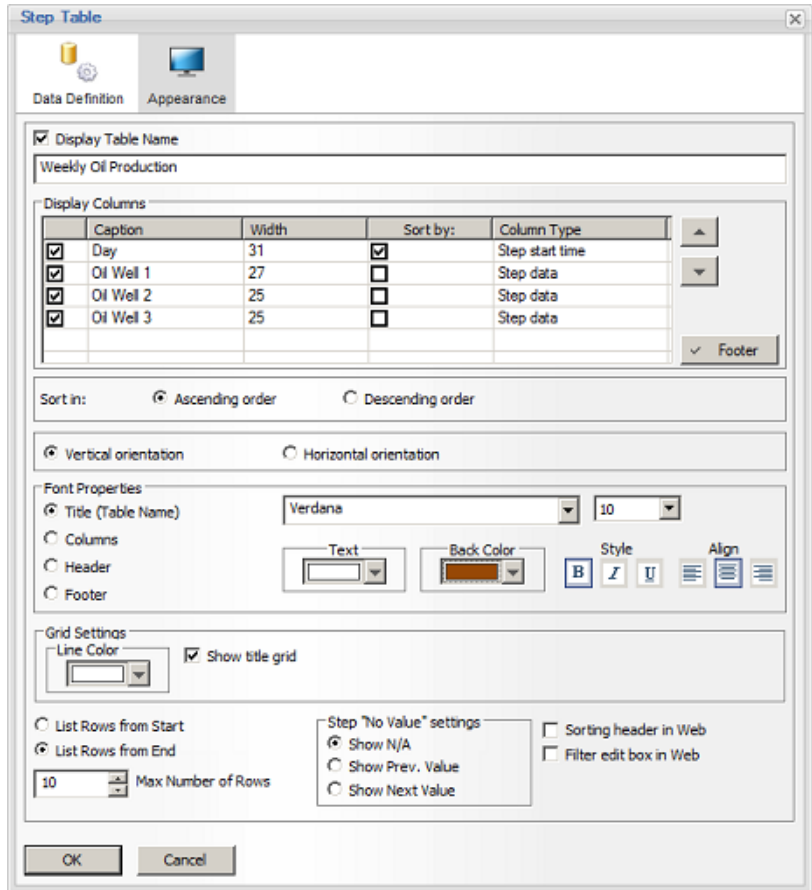 Step Table
Data Definition Appearance
Display Table Name
Weekly Oil Production
Display Columns
Caption Width Sort by: Column Type
Day 31 Step start time
Oil Well 1 27 Step data
Oil Well 2 25 Step data
Oil Well 3 25 Step data
Footer
Sort in: Ascending order Descending order
Vertical orientation Horizontal orientation
Font Properties
Title (Table Name) Verdana 10
Columns
Text Back Color Style Align
Header B I U
Footer
Grid Settings
Line Color
Show title grid
List Rows from Start
List Rows from End
10 Max Number of Rows
Step "No Value" settings
Show N/A
Show Prev. Value
Show Next Value
Sorting header in Web
Filter edit box in Web
OK Cancel